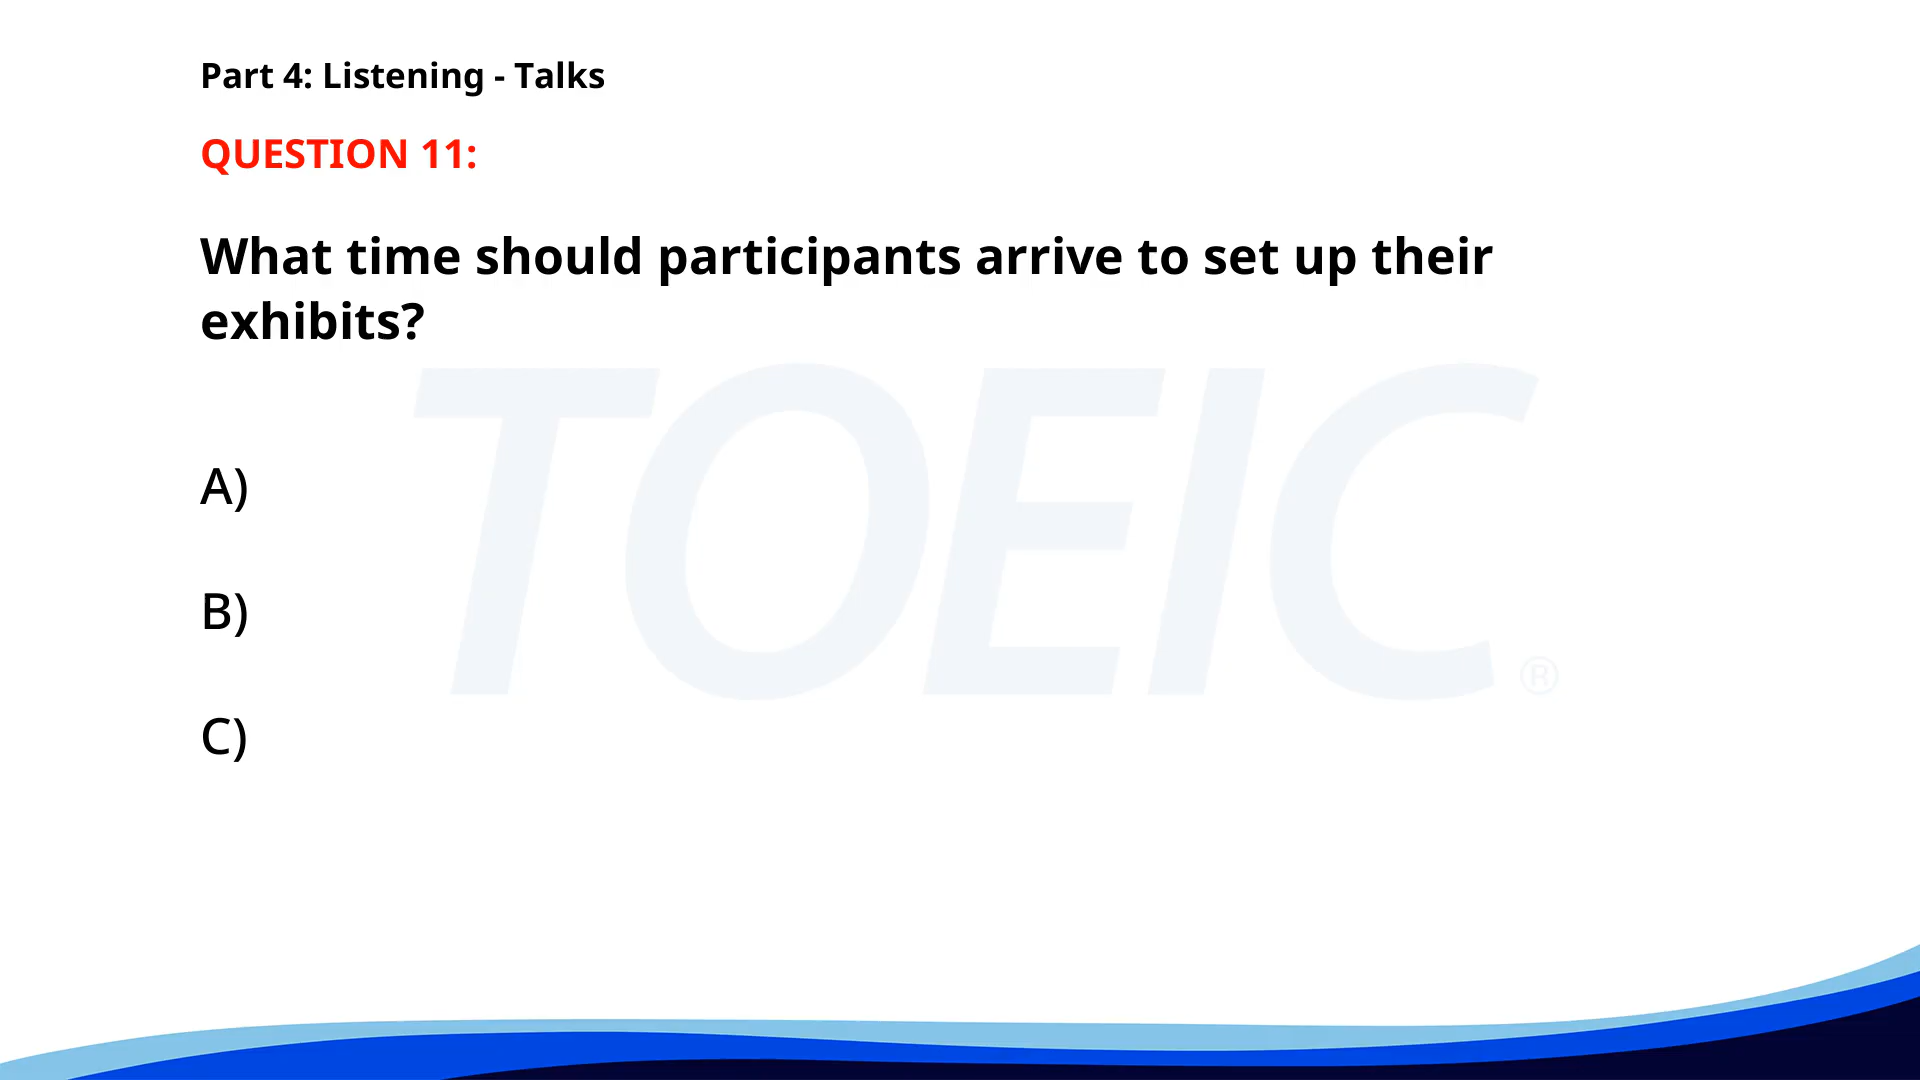 Part 4: Listening - Talks
QUESTION 11:
What time should participants arrive to set up their
exhibits?
TOEIC®
A)
B)
C)